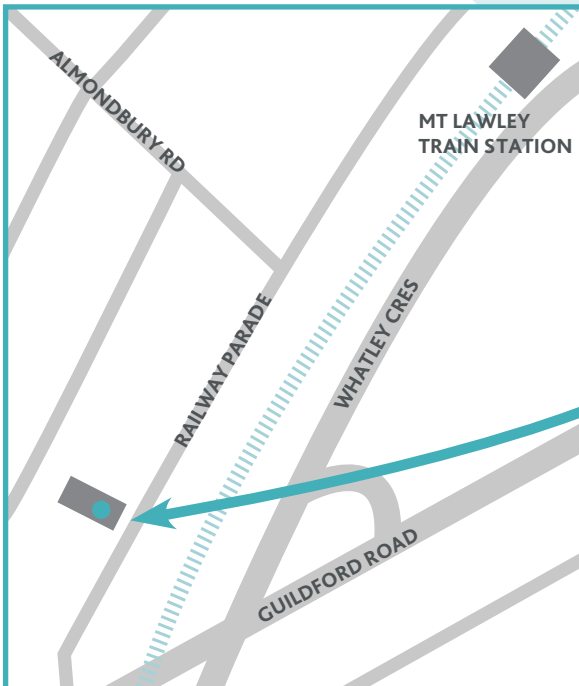 ALMONDBURY RD
MT LAWLEY
TRAIN STATION
RAILWAY PARADE
WHATLEY CRES
GUILDFORD ROAD